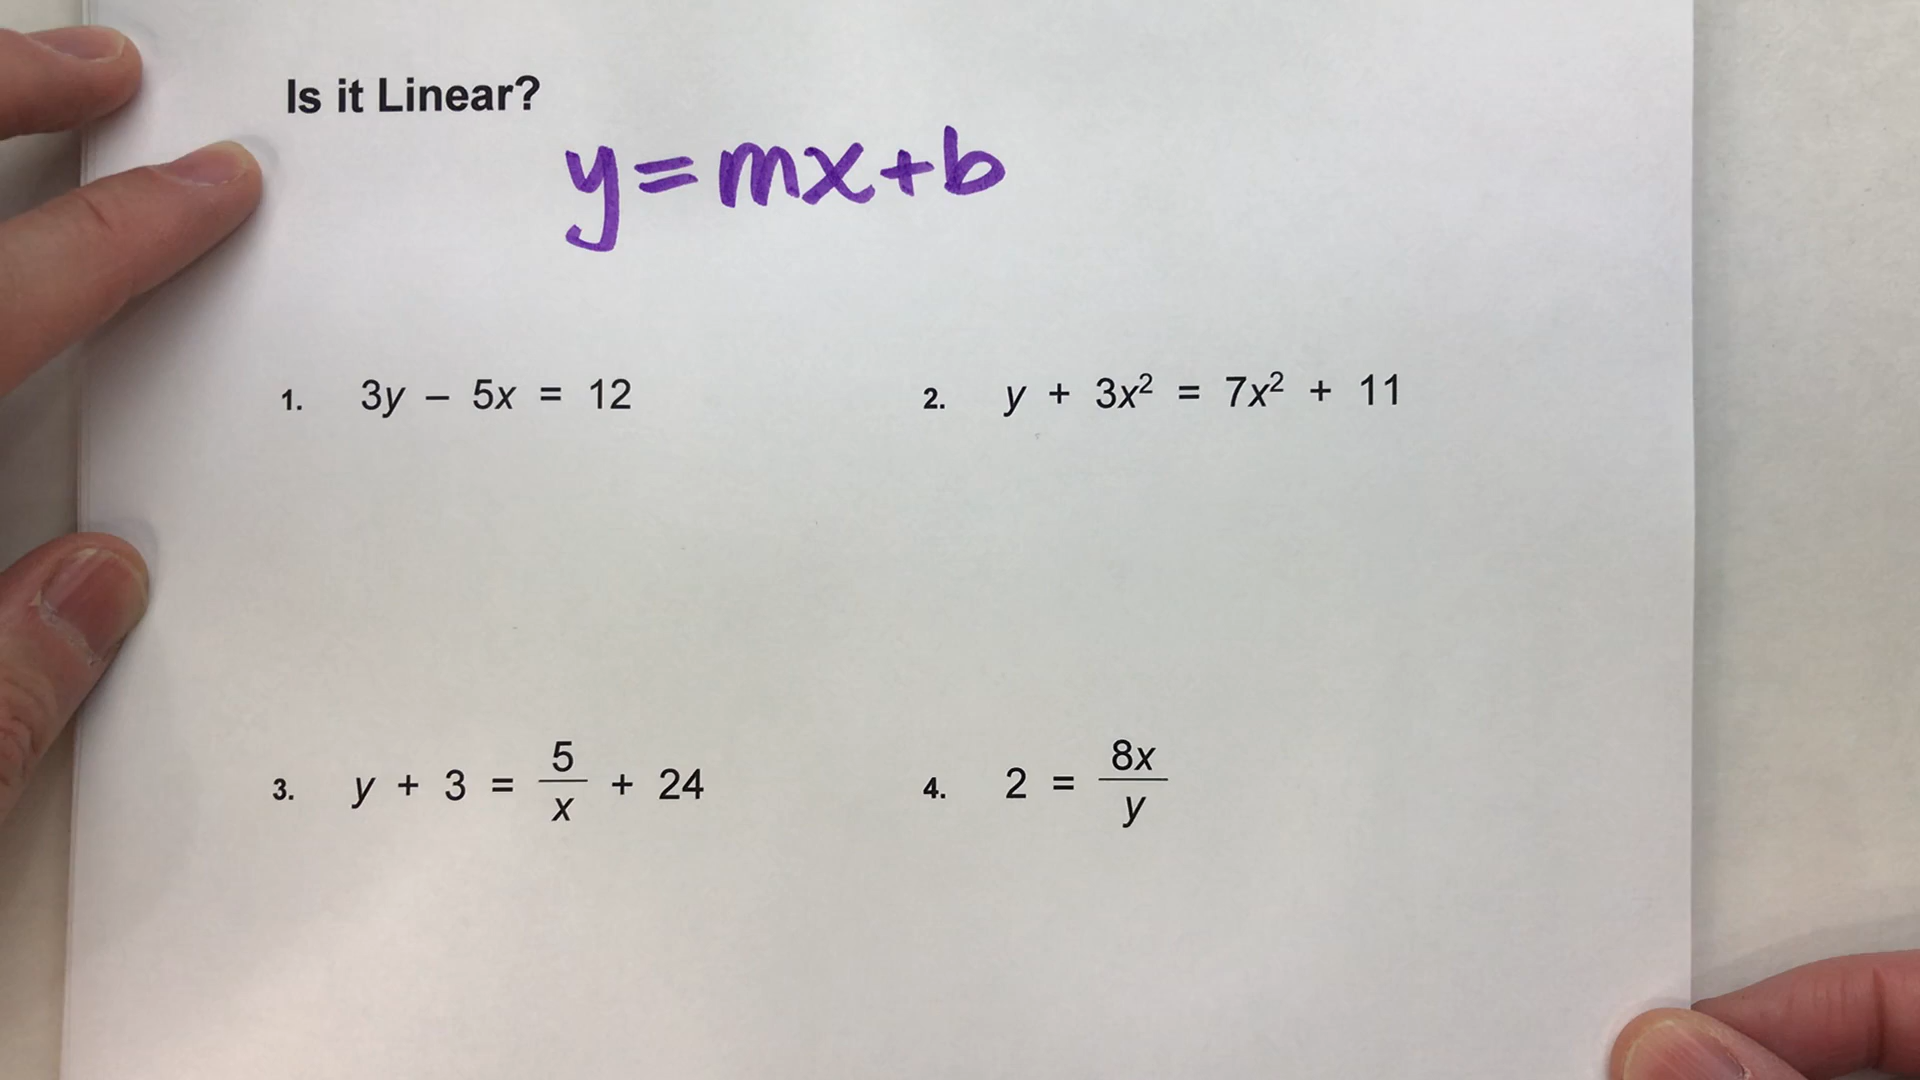 Is it Linear?
y=mx+b
1. 3y – 5x = 12
2. y + 3x² = 7x² + 11
3. y + 3 = 5/x + 24
4. 2 = 8x/y